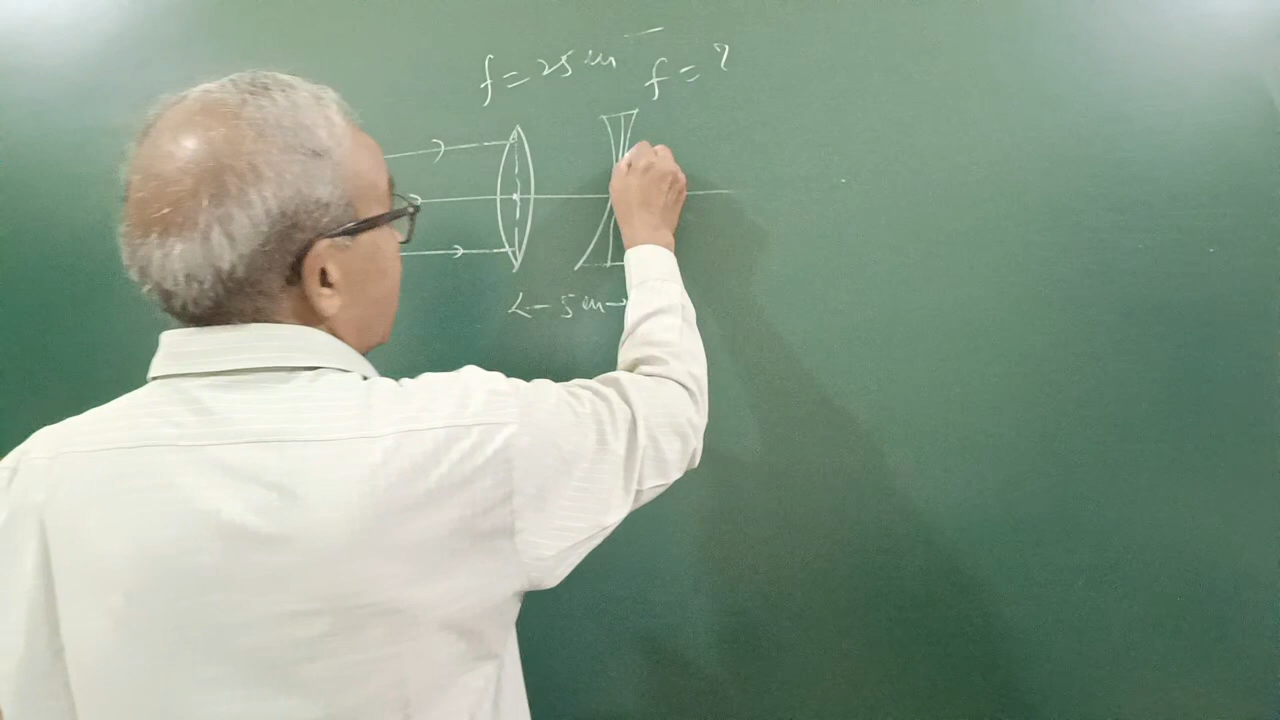 f = 25 cm f = ?
5 cm